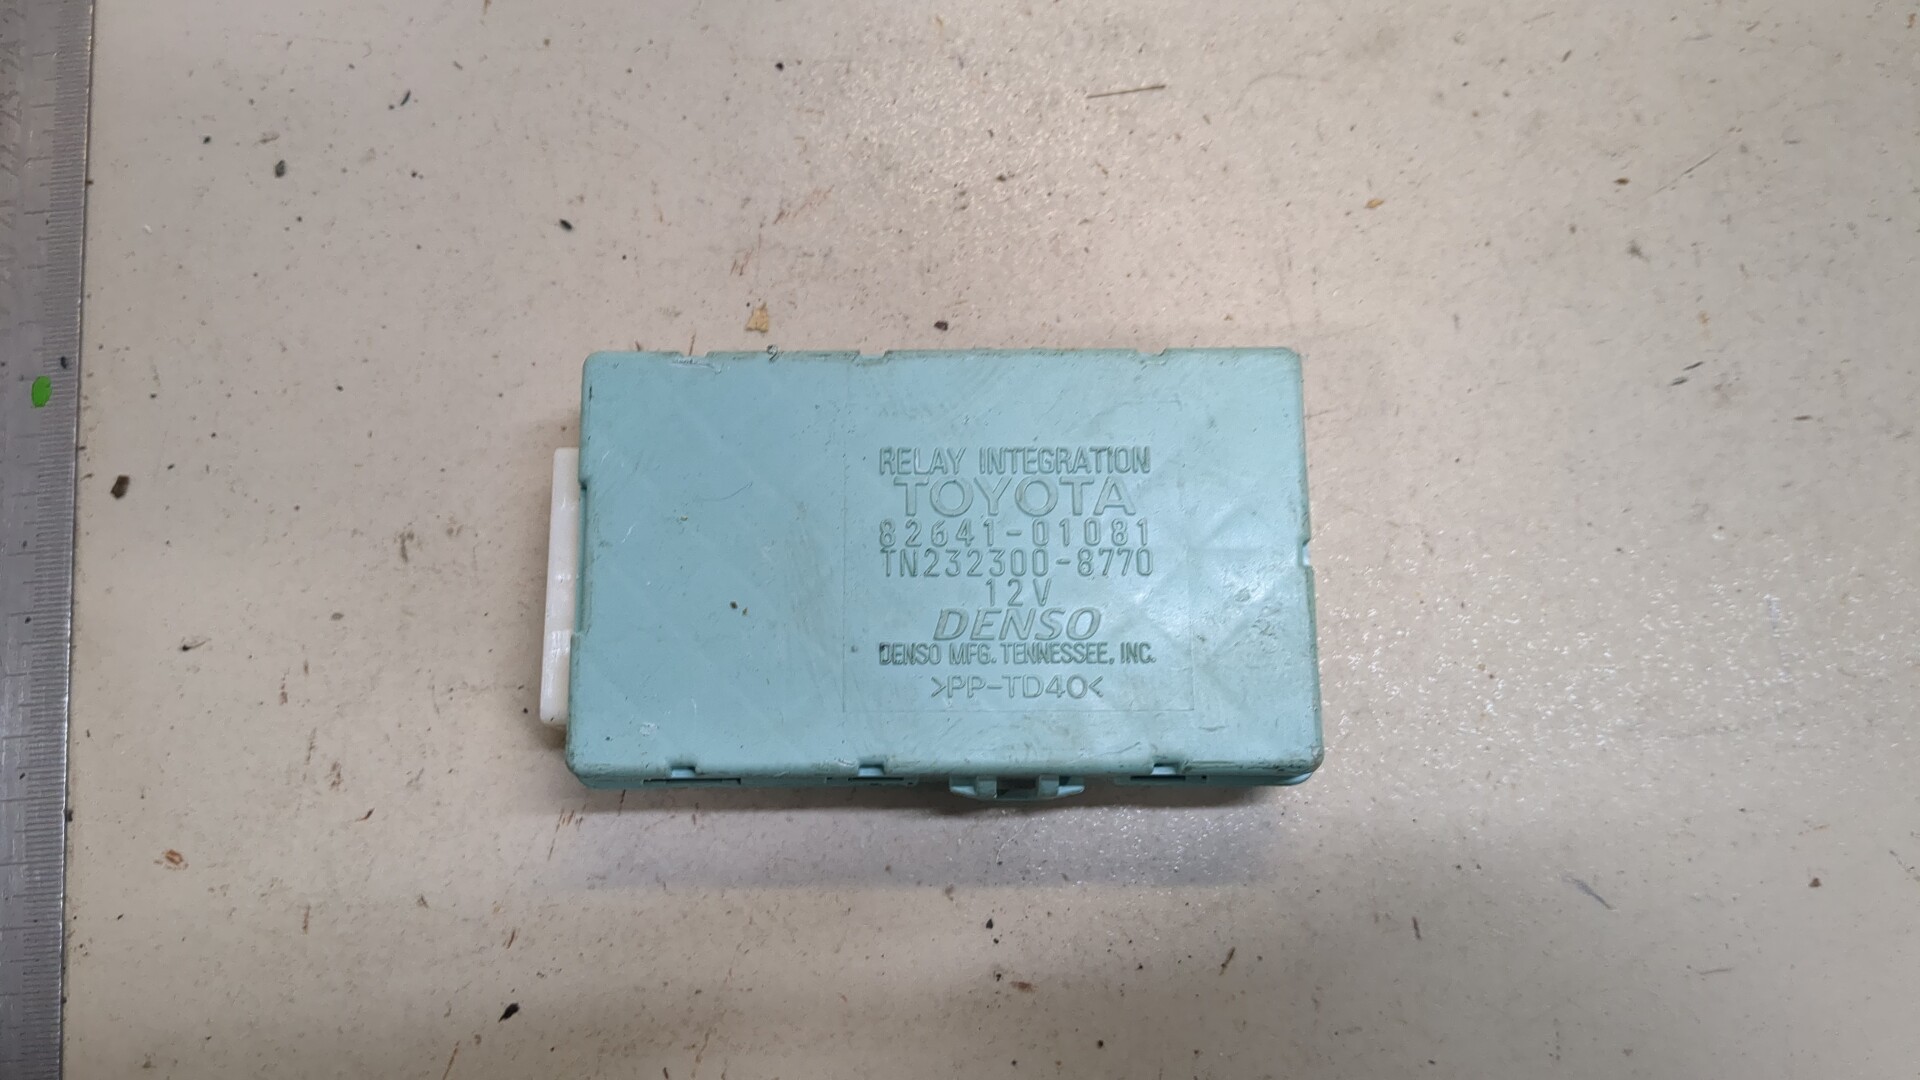 RELAY INTEGRATION
TOYOTA
82641-01081
TN232300-8770
12V
DENSO
DENSO MFG. TENNESSEE, INC.
>PP-TD40<